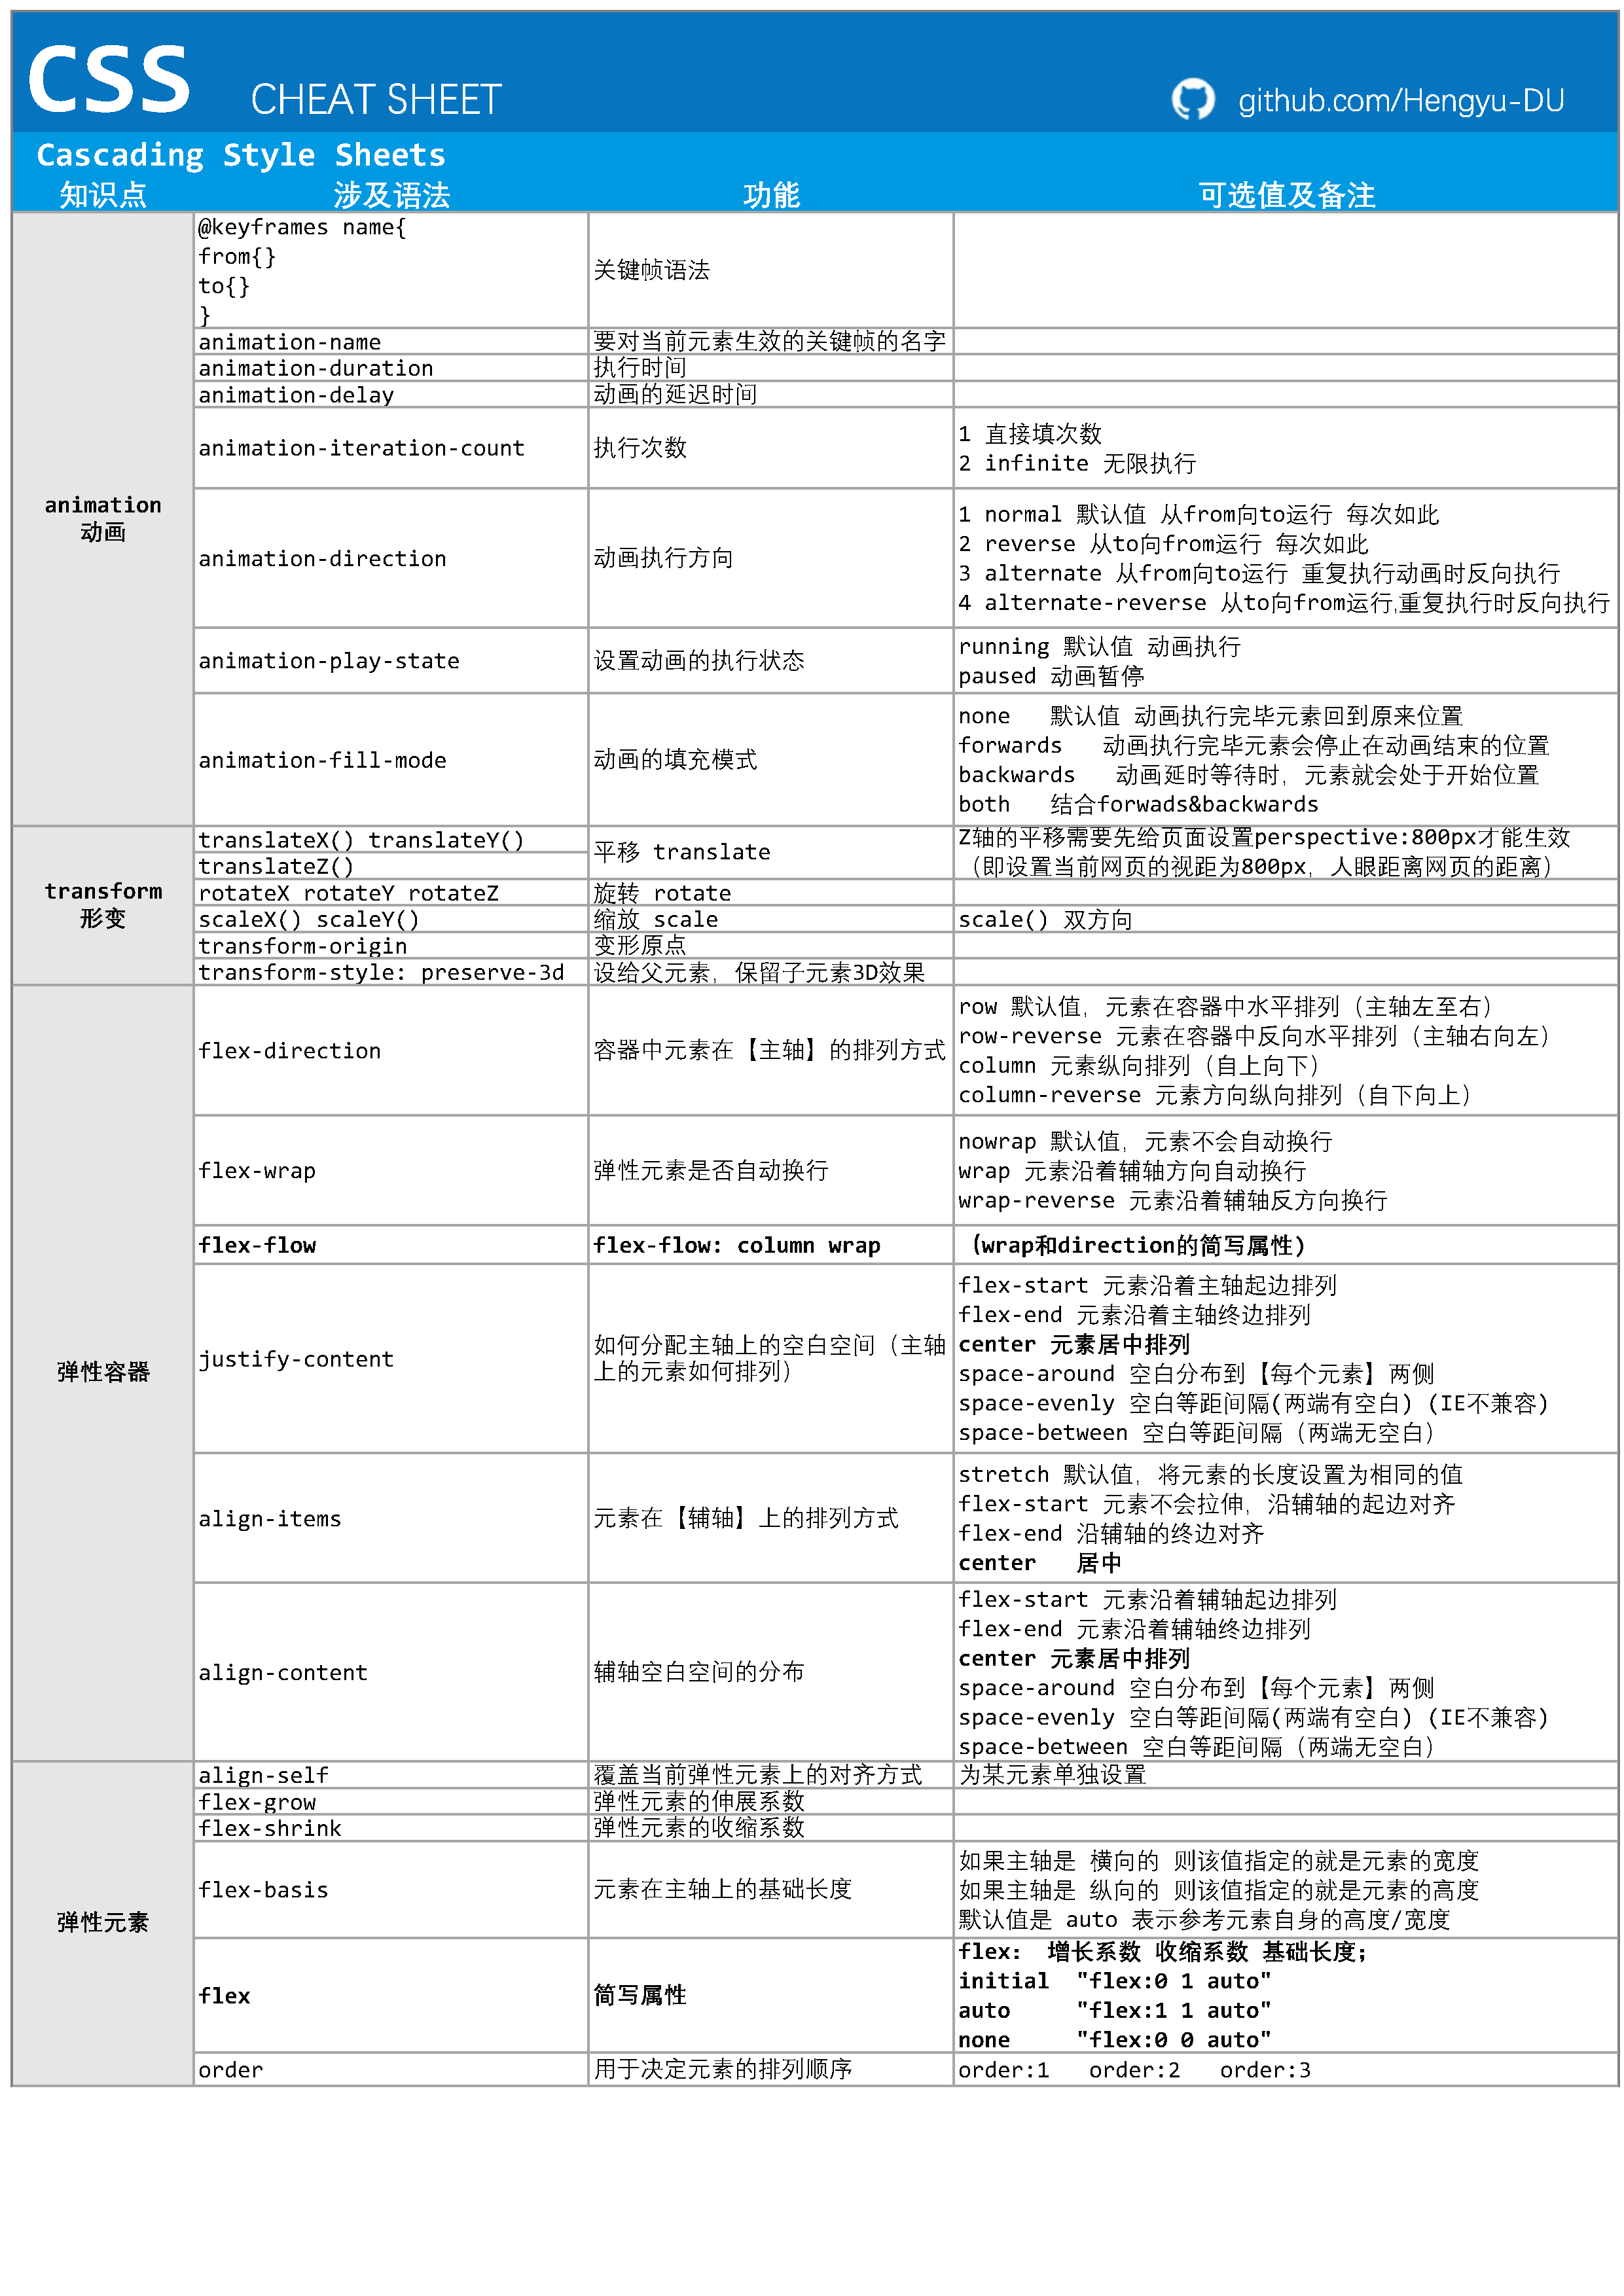 CSS CHEAT SHEET github.com/Hengyu-DU
Cascading Style Sheets
知识点 涉及语法 功能 可选值及备注
animation
动画
@keyframes name{
from{}
to{}
}
关键帧语法
animation-name 要对当前元素生效的关键帧的名字
animation-duration 执行时间
animation-delay 动画的延迟时间
animation-iteration-count 执行次数
1 直接填次数
2 infinite 无限执行
animation-direction 动画执行方向
1 normal 默认值 从from向to运行 每次如此
2 reverse 从to向from运行 每次如此
3 alternate 从from向to运行 重复执行动画时反向执行
4 alternate-reverse 从to向from运行,重复执行时反向执行
animation-play-state 设置动画的执行状态
running 默认值 动画执行
paused 动画暂停
animation-fill-mode 动画的填充模式
none 默认值 动画执行完毕元素回到原来位置
forwards 动画执行完毕元素会停止在动画结束的位置
backwards 动画延时等待时，元素就会处于开始位置
both 结合forwads&backwards
transform
形变
translateX() translateY()
translateZ()
平移 translate
Z轴的平移需要先给页面设置perspective:800px才能生效
（即设置当前网页的视距为800px，人眼距离网页的距离）
rotateX rotateY rotateZ 旋转 rotate
scaleX() scaleY() 缩放 scale scale() 双方向
transform-origin 变形原点
transform-style: preserve-3d 设给父元素，保留子元素3D效果
弹性容器
flex-direction 容器中元素在【主轴】的排列方式
row 默认值，元素在容器中水平排列（主轴左至右）
row-reverse 元素在容器中反向水平排列（主轴右向左）
column 元素纵向排列（自上向下）
column-reverse 元素方向纵向排列（自下向上）
flex-wrap 弹性元素是否自动换行
nowrap 默认值，元素不会自动换行
wrap 元素沿着辅轴方向自动换行
wrap-reverse 元素沿着辅轴反方向换行
flex-flow flex-flow: column wrap （wrap和direction的简写属性）
justify-content
如何分配主轴上的空白空间（主轴
上的元素如何排列）
flex-start 元素沿着主轴起边排列
flex-end 元素沿着主轴终边排列
center 元素居中排列
space-around 空白分布到【每个元素】两侧
space-evenly 空白等距间隔(两端有空白) (IE不兼容)
space-between 空白等距间隔（两端无空白）
align-items 元素在【辅轴】上的排列方式
stretch 默认值，将元素的长度设置为相同的值
flex-start 元素不会拉伸，沿辅轴的起边对齐
flex-end 沿辅轴的终边对齐
center 居中
align-content 辅轴空白空间的分布
flex-start 元素沿着辅轴起边排列
flex-end 元素沿着辅轴终边排列
center 元素居中排列
space-around 空白分布到【每个元素】两侧
space-evenly 空白等距间隔(两端有空白) (IE不兼容)
space-between 空白等距间隔（两端无空白）
弹性元素
align-self 覆盖当前弹性元素上的对齐方式 为某元素单独设置
flex-grow 弹性元素的伸展系数
flex-shrink 弹性元素的收缩系数
flex-basis 元素在主轴上的基础长度
如果主轴是 横向的 则该值指定的就是元素的宽度
如果主轴是 纵向的 则该值指定的就是元素的高度
默认值是 auto 表示参考元素自身的高度/宽度
flex 简写属性
flex: 增长系数 收缩系数 基础长度;
initial "flex:0 1 auto"
auto "flex:1 1 auto"
none "flex:0 0 auto"
order 用于决定元素的排列顺序 order:1 order:2 order:3